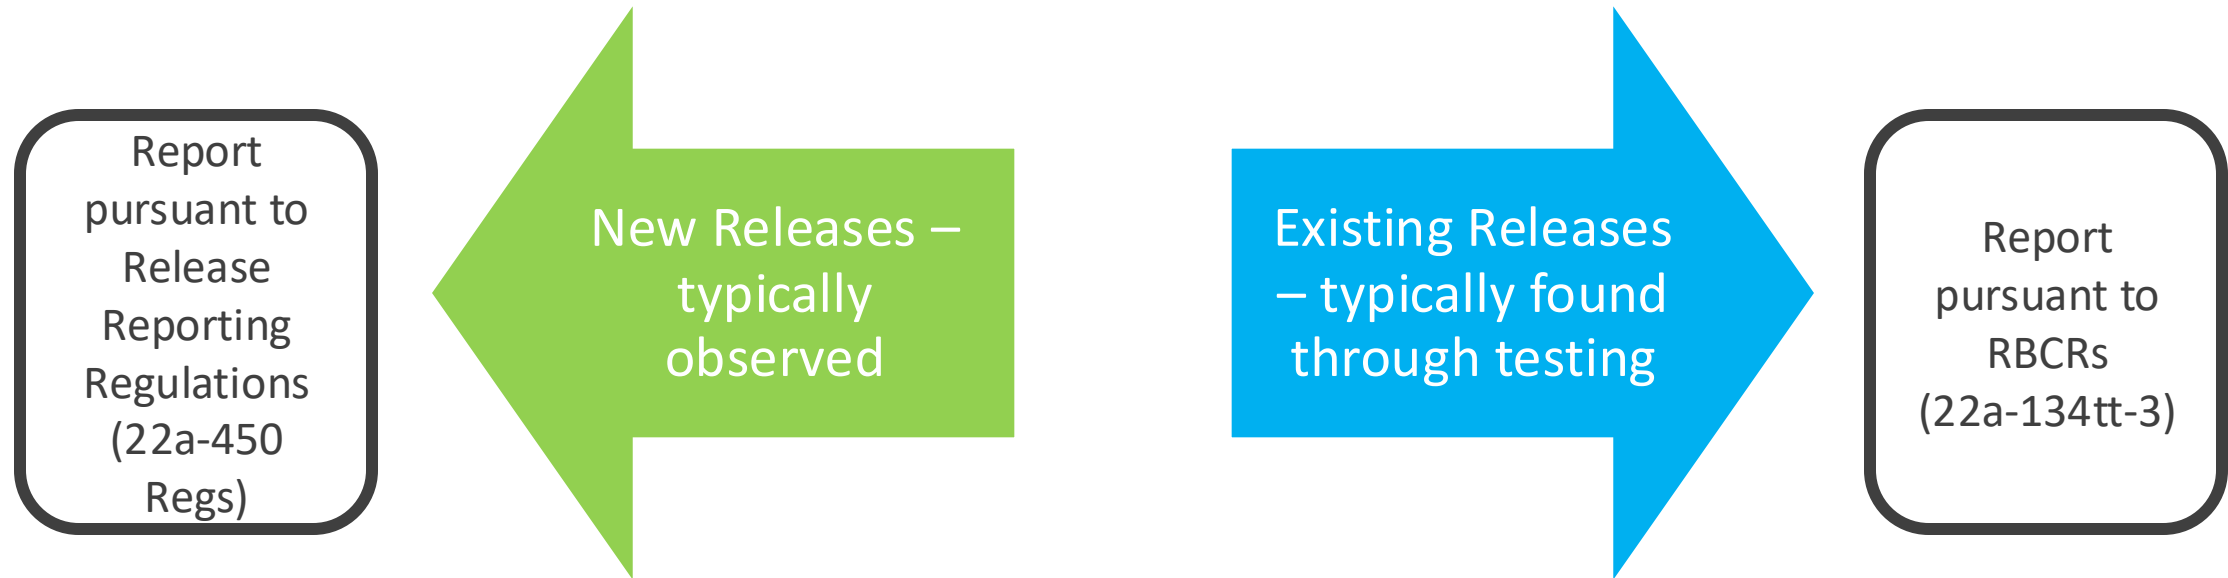 Report
pursuant to
Release
Reporting
Regulations
(22a-450
Regs)
New Releases –
typically
observed
Existing Releases
– typically found
through testing
Report
pursuant to
RBCRs
(22a-134tt-3)